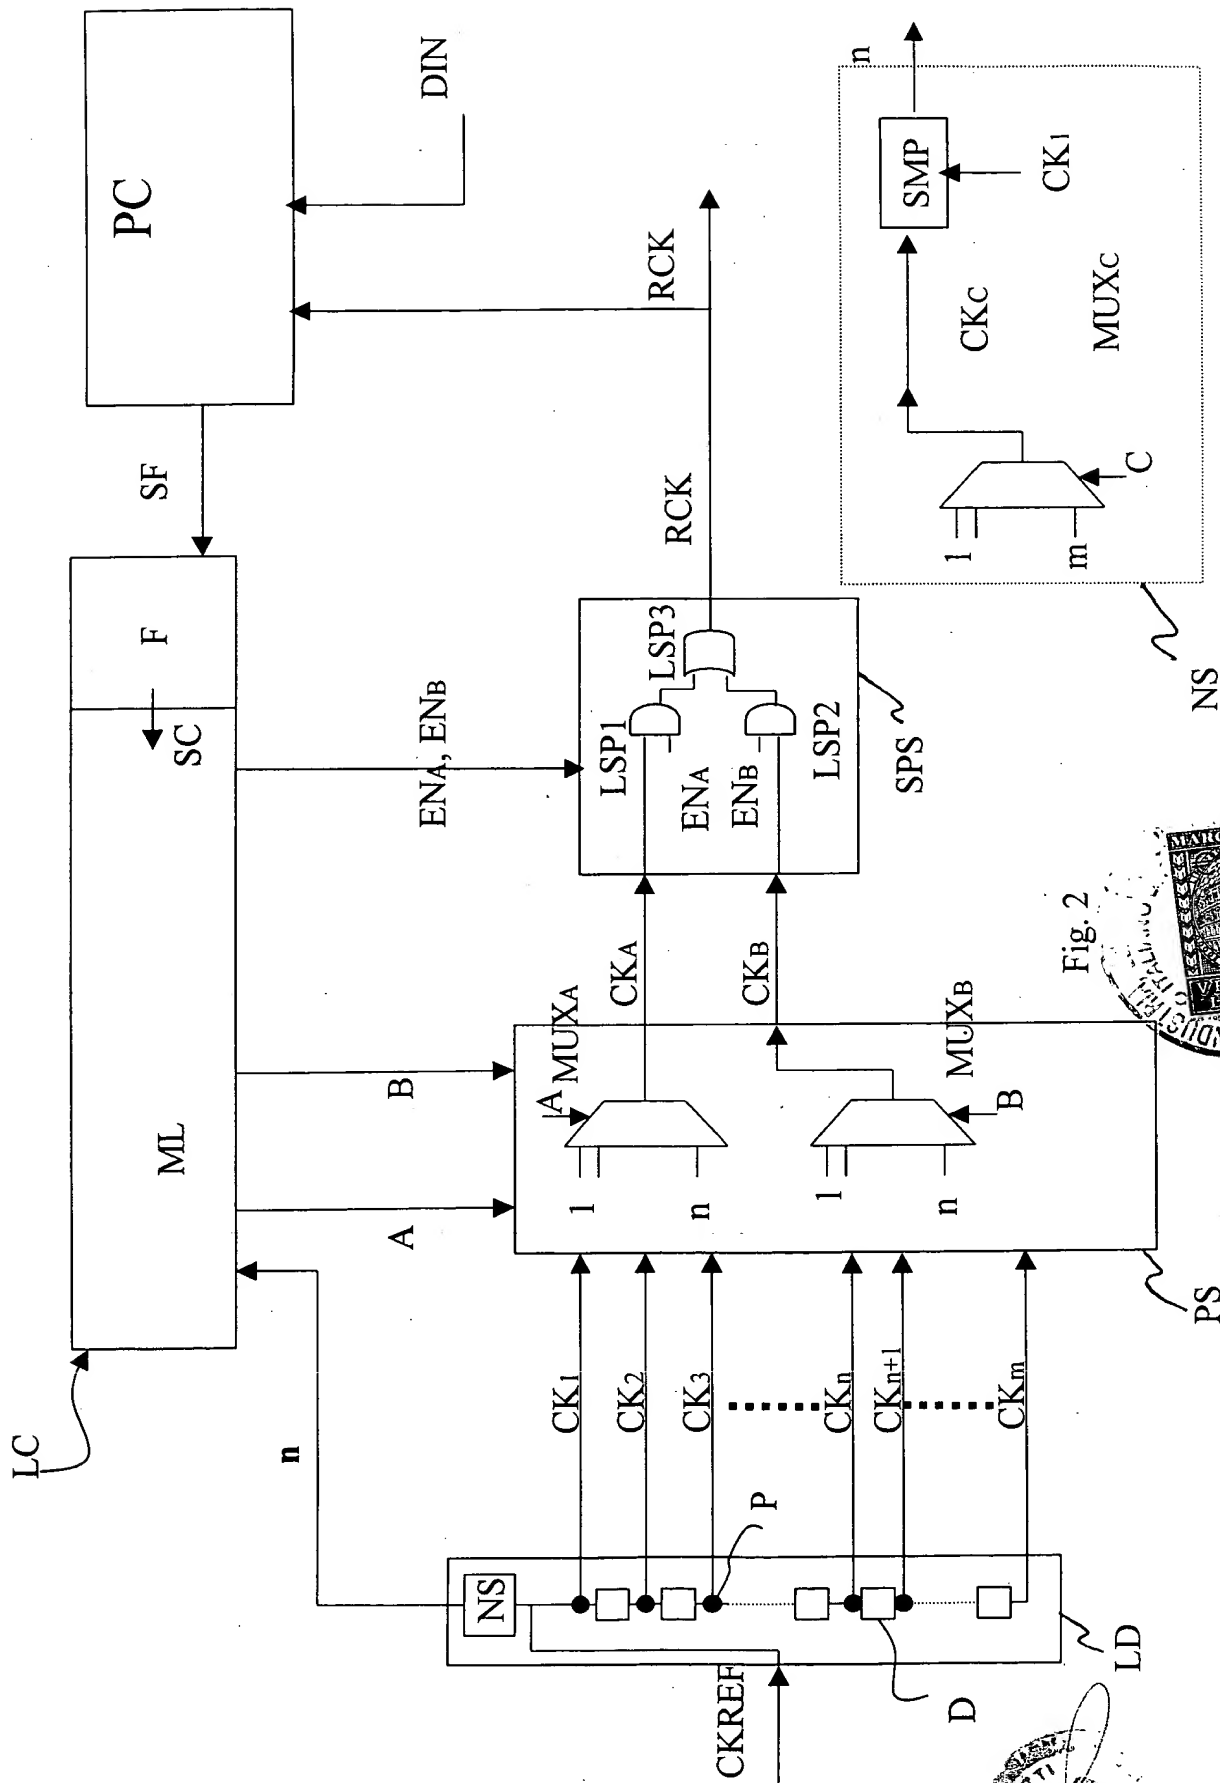 LC
n
ML
SC
F
SF
PC
DIN
A
B
ENA, ENB
RCK
RCK
CKREF
NS
CK1
CK2
CK3
CKn
CKn+1
CKm
P
D
LD
A
MUXA
1
n
MUXB
1
n
B
PS
CKA
CKB
LSP1
ENA
ENB
LSP2
LSP3
SPS
1
m
C
CKC
MUXC
SMP
CK1
n
NS
Fig. 2